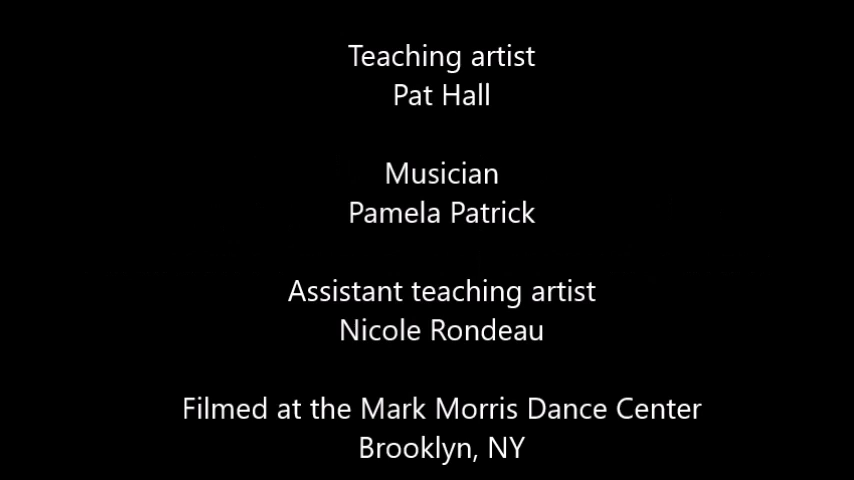 Teaching artist
Pat Hall
Musician
Pamela Patrick
Assistant teaching artist
Nicole Rondeau
Filmed at the Mark Morris Dance Center
Brooklyn, NY